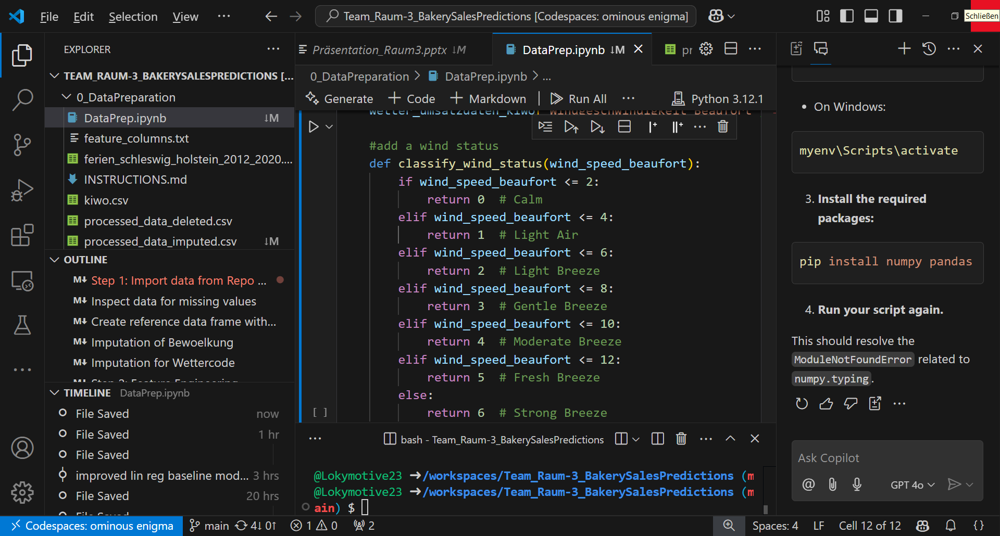 File Edit Selection View ...
Team_Raum-3_BakerySalesPredictions [Codespaces: ominous enigma]
Schließen
EXPLORER
TEAM_RAUM-3_BAKERYSALESPREDICTIONS [...
0_DataPreparation
DataPrep.ipynb ↓M
feature_columns.txt
ferien_schleswig_holstein_2012_2020....
INSTRUCTIONS.md
kiwo.csv
processed_data_deleted.csv
processed_data_imputed.csv ↓M
OUTLINE
M↓ Step 1: Import data from Repo ...
M↓ Inspect data for missing values
M↓ Create reference data frame with...
M↓ Imputation of Bewoelkung
M↓ Imputation for Wettercode
M↓ Step 2: Feature Engineering
TIMELINE DataPrep.ipynb
File Saved now
File Saved 1 hr
File Saved
improved lin reg baseline mod... 3 hrs
File Saved 20 hrs
File Saved
Präsentation_Raum3.pptx ↓M
DataPrep.ipynb ↓M
pr
0_DataPreparation > DataPrep.ipynb > ...
Generate + Code + Markdown | Run All ... Python 3.12.1
wetter_umsatzdaten_kiwo[ Windgeschwindigkeit_Beaufort
#add a wind status
def classify_wind_status(wind_speed_beaufort):
if wind_speed_beaufort <= 2:
return 0 # Calm
elif wind_speed_beaufort <= 4:
return 1 # Light Air
elif wind_speed_beaufort <= 6:
return 2 # Light Breeze
elif wind_speed_beaufort <= 8:
return 3 # Gentle Breeze
elif wind_speed_beaufort <= 10:
return 4 # Moderate Breeze
elif wind_speed_beaufort <= 12:
return 5 # Fresh Breeze
else:
[ ] return 6 # Strong Breeze
bash - Team_Raum-3_BakerySalesPredictions
@Lokymotive23 ➜/workspaces/Team_Raum-3_BakerySalesPredictions (m
@Lokymotive23 ➜/workspaces/Team_Raum-3_BakerySalesPredictions (m
ain) $
• On Windows:
myenv\Scripts\activate
3. Install the required
packages:
pip install numpy pandas
4. Run your script again.
This should resolve the
ModuleNotFoundError related to
numpy.typing.
Ask Copilot
GPT 4o
Codespaces: ominous enigma main 4↓ 0↑ 1 0 2 Spaces: 4 LF Cell 12 of 12 {}